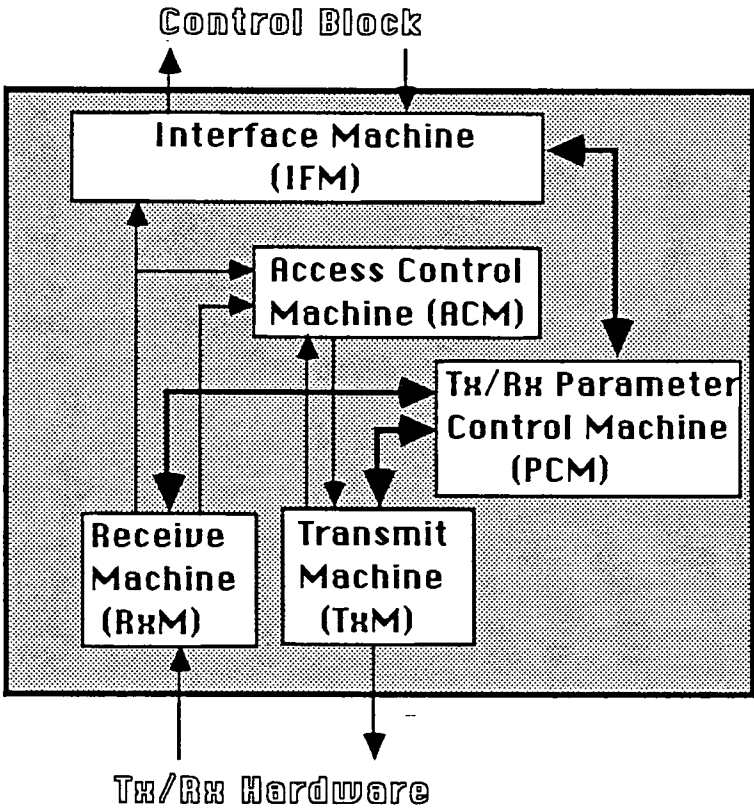 Control Block
Interface Machine
(IFM)
Access Control
Machine (ACM)
Tx/Rx Parameter
Control Machine
(PCM)
Receive
Machine
(RxM)
Transmit
Machine
(TxM)
Tx/Rx Hardware